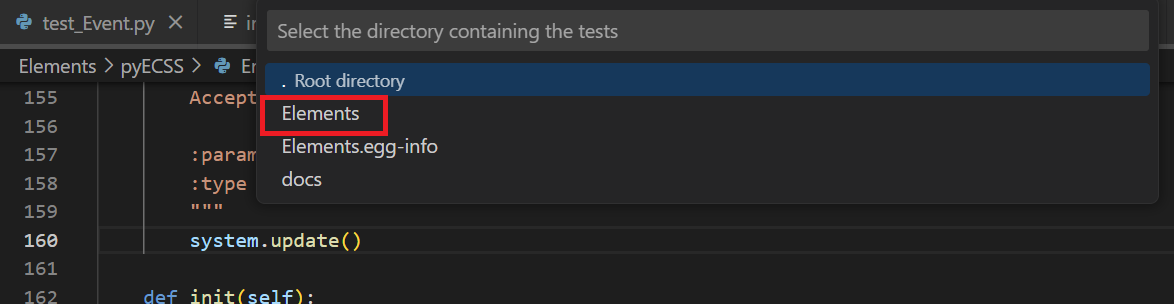 test_Event.py
Select the directory containing the tests
Elements > pyECSS >
. Root directory
155 Accept
Elements
156
Elements.egg-info
157 :param
158 :type
docs
159 """
160 system.update()
161
162 def init(self):